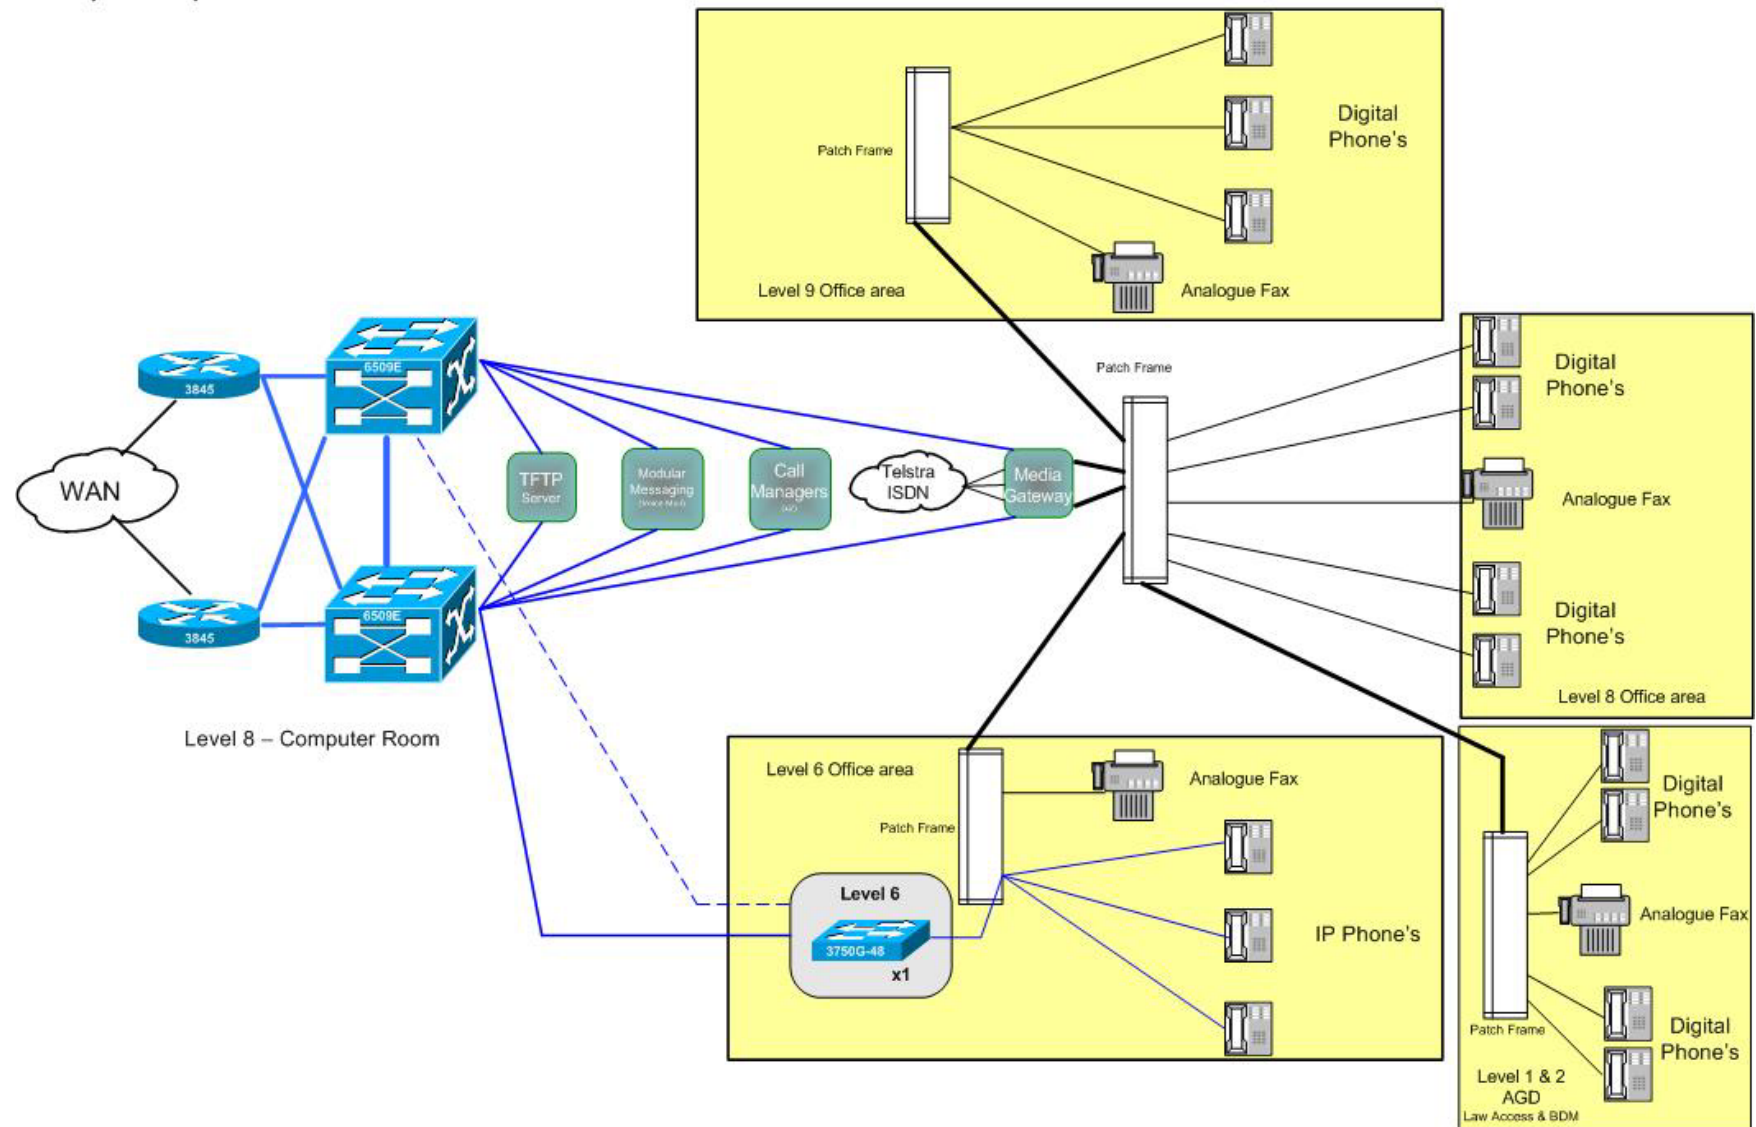 Digital
Phone's
Patch Frame
Level 9 Office area
Analogue Fax
Patch Frame
Digital
Phone's
Analogue Fax
Digital
Phone's
Level 8 Office area
3845
6509E
WAN
3845
6509E
TFTP
Server
Modular
Messaging
Call
Managers
Telstra
ISDN
Media
Gateway
Level 8 – Computer Room
Level 6 Office area
Analogue Fax
Patch Frame
Level 6
3750G-48
x1
IP Phone's
Digital
Phone's
Analogue Fax
Digital
Phone's
Patch Frame
Level 1 & 2
AGD
Law Access & BDM